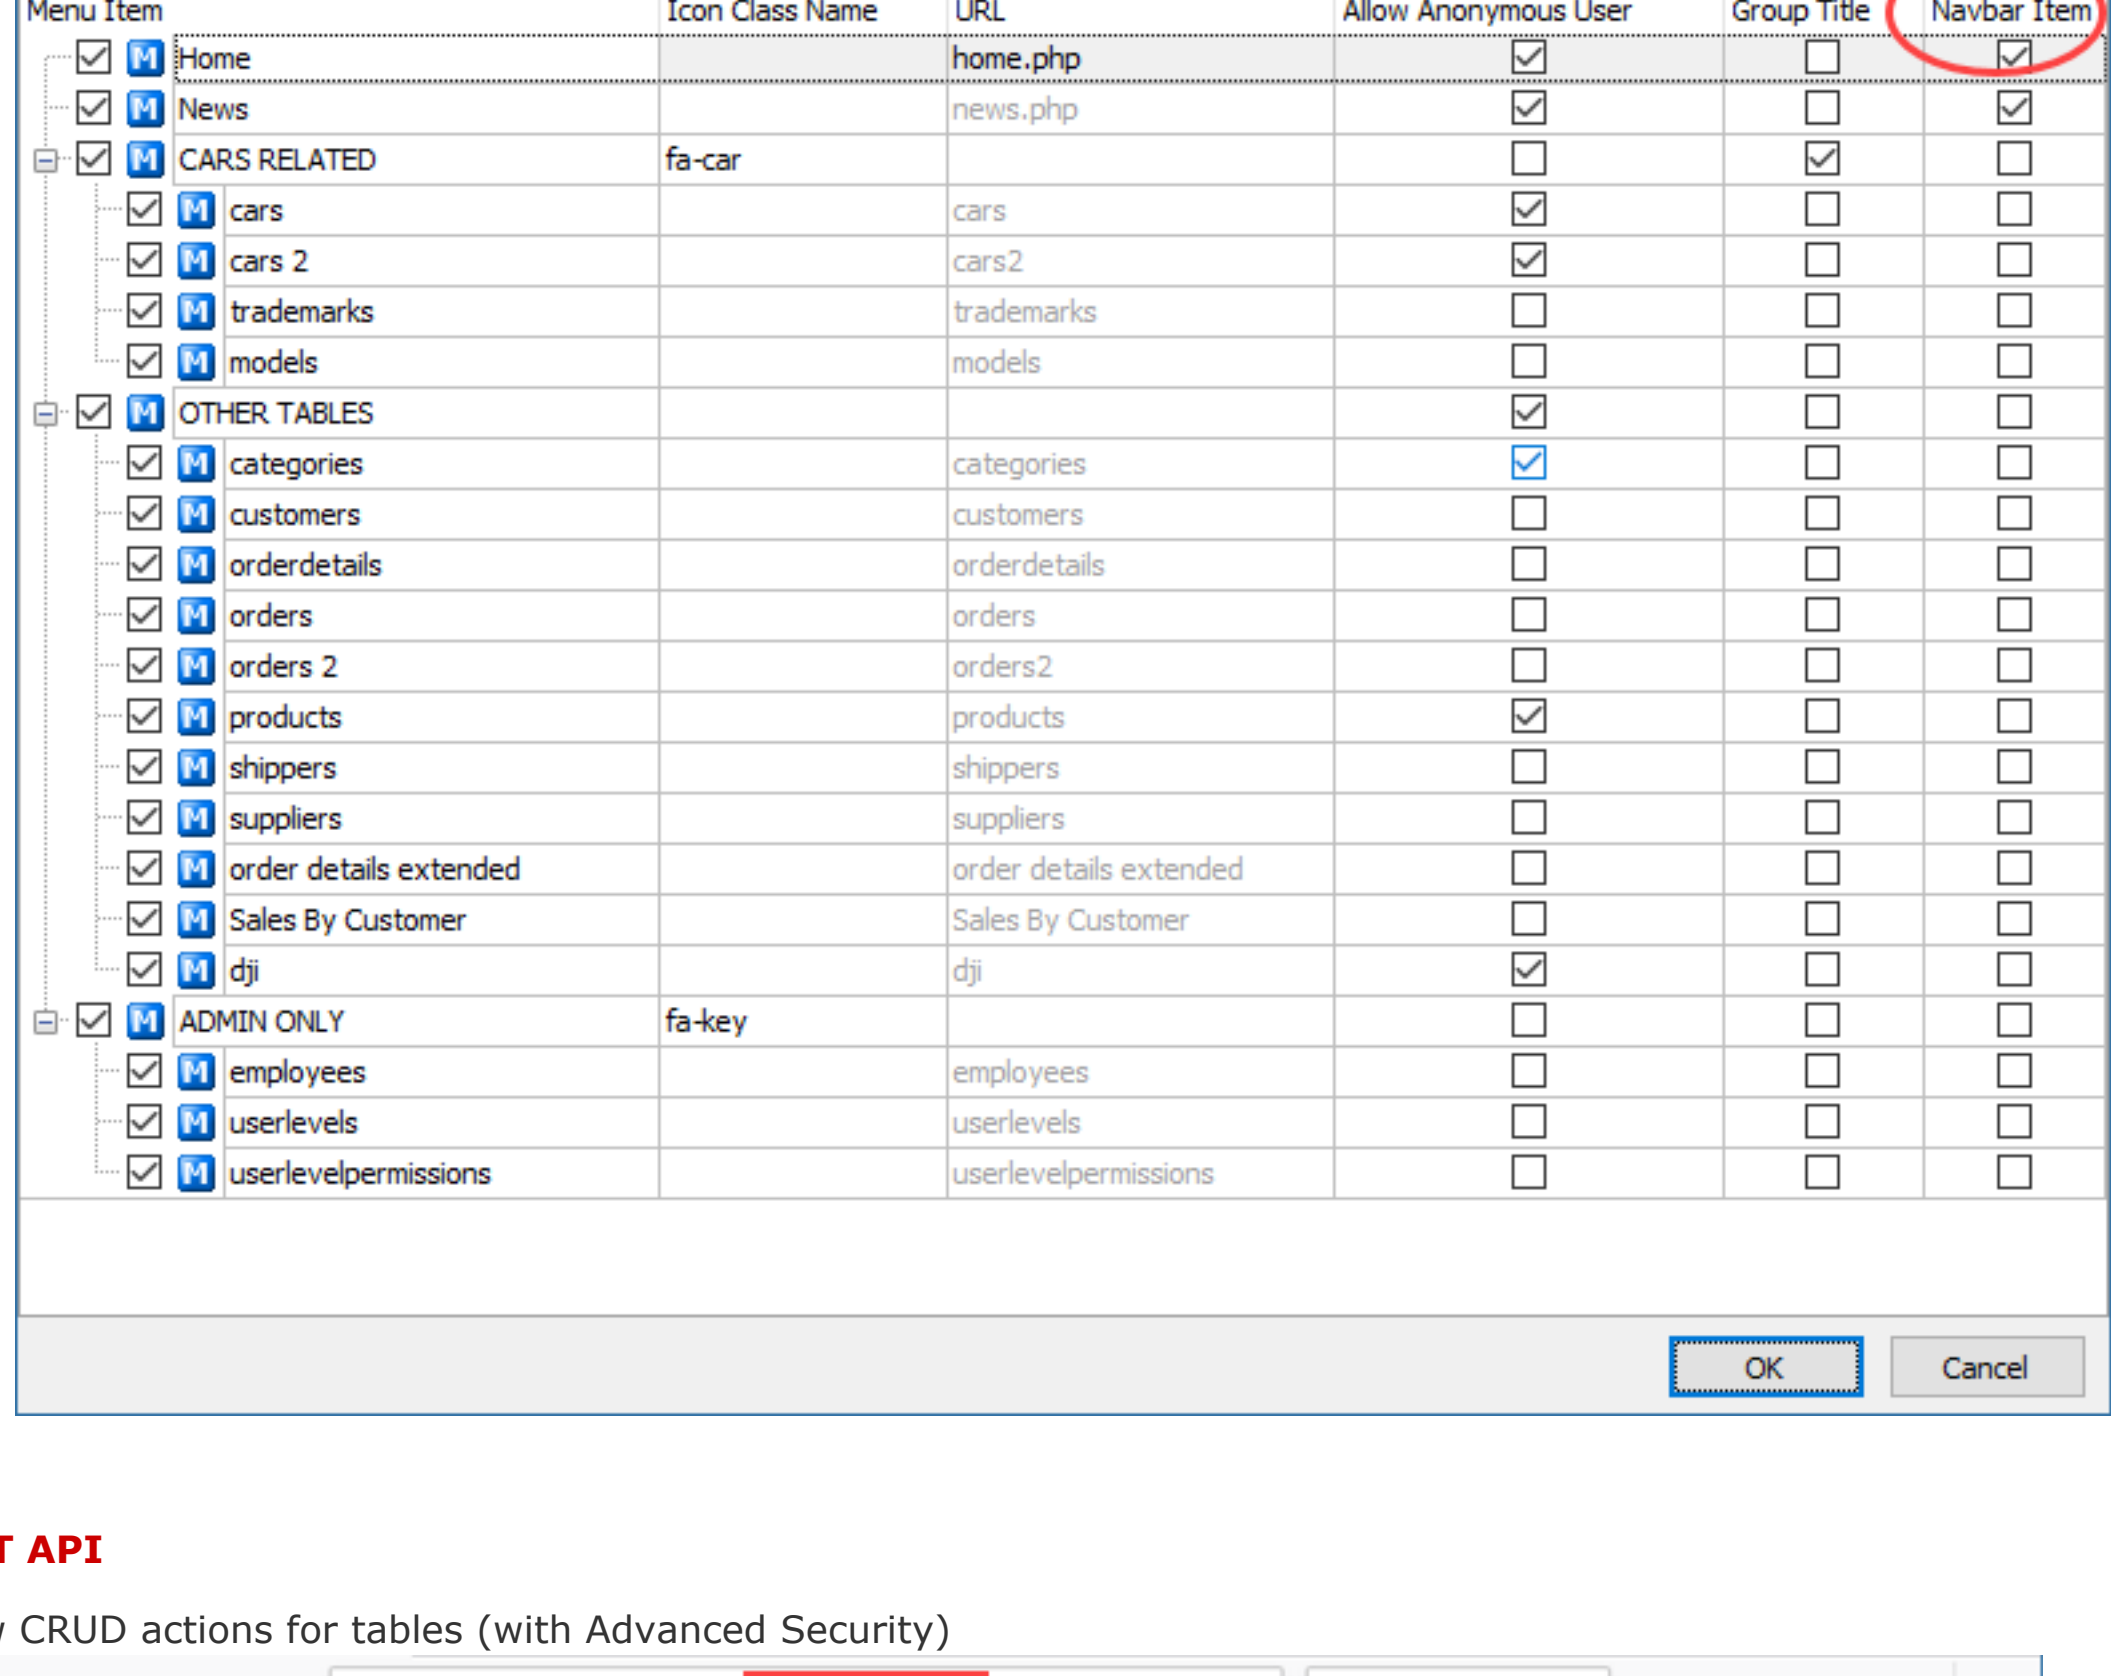 Menu Item Icon Class Name URL Allow Anonymous User Group Title Navbar Item
M Home home.php
M News news.php
M CARS RELATED fa-car
M cars cars
M cars 2 cars2
M trademarks trademarks
M models models
M OTHER TABLES
M categories categories
M customers customers
M orderdetails orderdetails
M orders orders
M orders 2 orders2
M products products
M shippers shippers
M suppliers suppliers
M order details extended order details extended
M Sales By Customer Sales By Customer
M dji dji
M ADMIN ONLY fa-key
M employees employees
M userlevels userlevels
M userlevelpermissions userlevelpermissions
OK Cancel
T API
CRUD actions for tables (with Advanced Security)